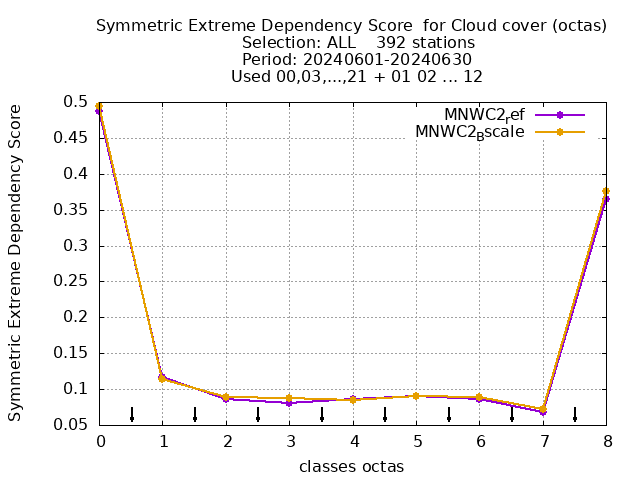 Symmetric Extreme Dependency Score  for Cloud cover (octas)
Selection: ALL    392 stations
Period: 20240601-20240630
Used 00,03,...,21 + 01 02 ... 12
MNWC2_ref
MNWC2_Bscale
Symmetric Extreme Dependency Score
0.5
0.45
0.4
0.35
0.3
0.25
0.2
0.15
0.1
0.05
0 1 2 3 4 5 6 7 8
classes octas